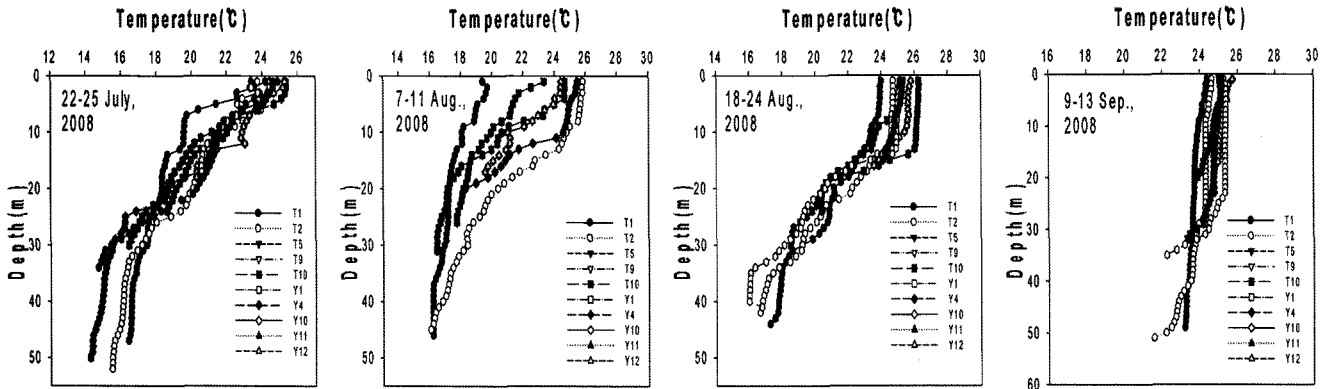 Temperature(℃)
12 14 16 18 20 22 24 26
0
10
20
30
40
50
Depth(m)
22-25 July,
2008
T1
T2
T5
T9
T10
Y1
Y4
Y10
Y11
Y12
Temperature(℃)
13 14 16 18 20 22 24 26 28 30
0
10
20
30
40
50
Depth(m)
7-11 Aug.,
2008
T1
T2
T5
T9
T10
Y1
Y4
Y10
Y11
Y12
Temperature(℃)
13 14 16 18 20 22 24 26 28
0
10
20
30
40
50
Depth(m)
18-24 Aug.,
2008
T1
T2
T5
T9
T10
Y1
Y4
Y10
Y11
Y12
Temperature(℃)
13 14 16 18 20 22 24 26 28 30
0
10
20
30
40
50
60
Depth(m)
9-13 Sep.,
2008
T1
T2
T5
T9
T10
Y1
Y4
Y10
Y11
Y12